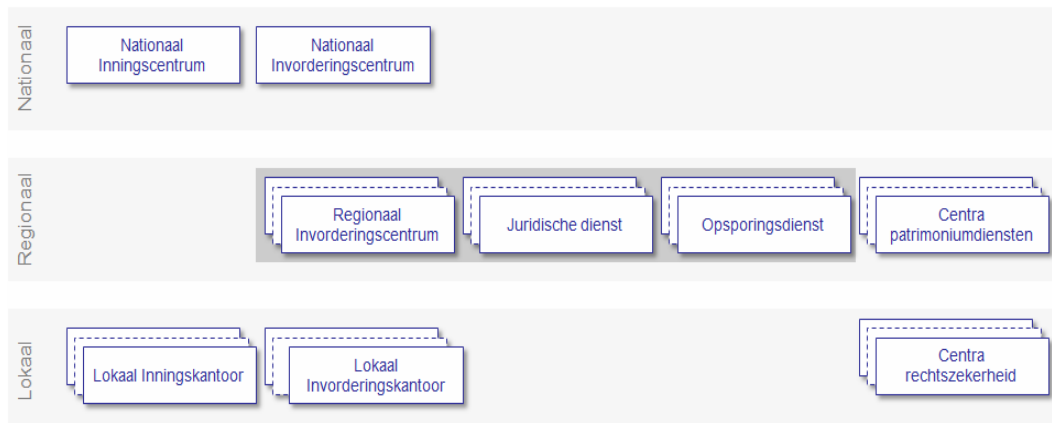 Nationaal
Nationaal
Inningscentrum
Nationaal
Invorderingscentrum
Regionaal
Regionaal
Invorderingscentrum
Juridische dienst
Opsporingsdienst
Centra
patrimoniumdiensten
Lokaal
Lokaal Inningskantoor
Lokaal
Invorderingskantoor
Centra
rechtszekerheid